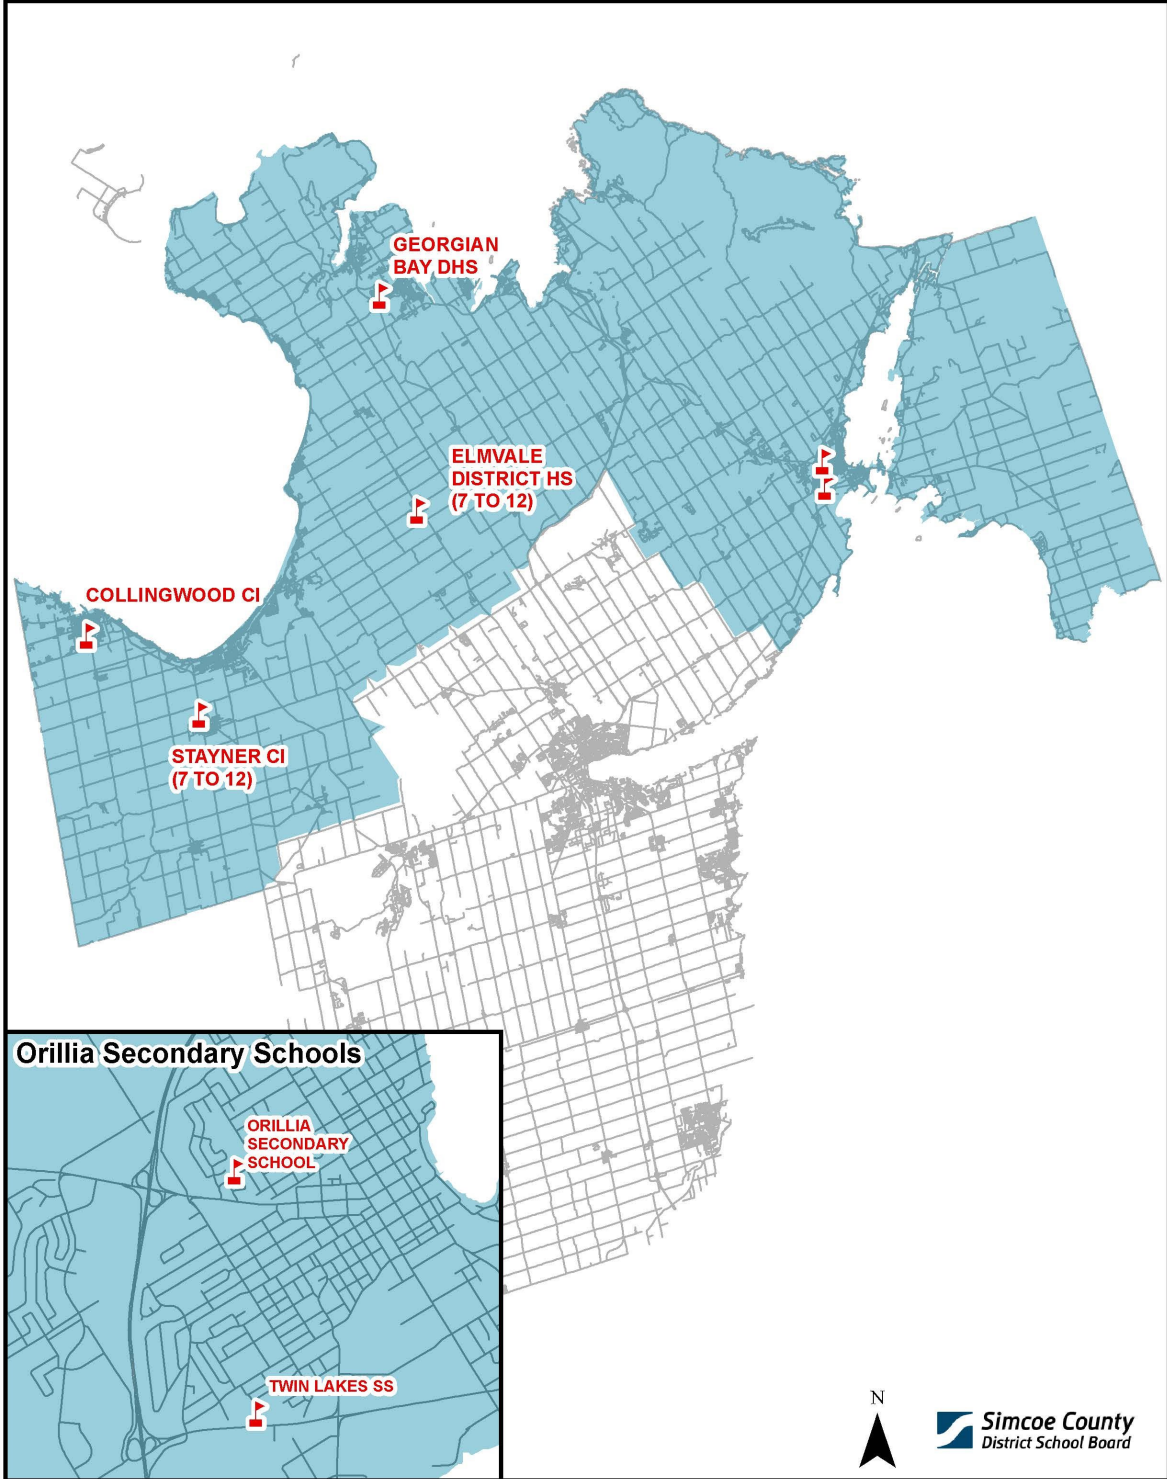 GEORGIAN
BAY DHS
ELMVALE
DISTRICT HS
(7 TO 12)
COLLINGWOOD CI
STAYNER CI
(7 TO 12)
Orillia Secondary Schools
ORILLIA
SECONDARY
SCHOOL
TWIN LAKES SS
N
Simcoe County
District School Board